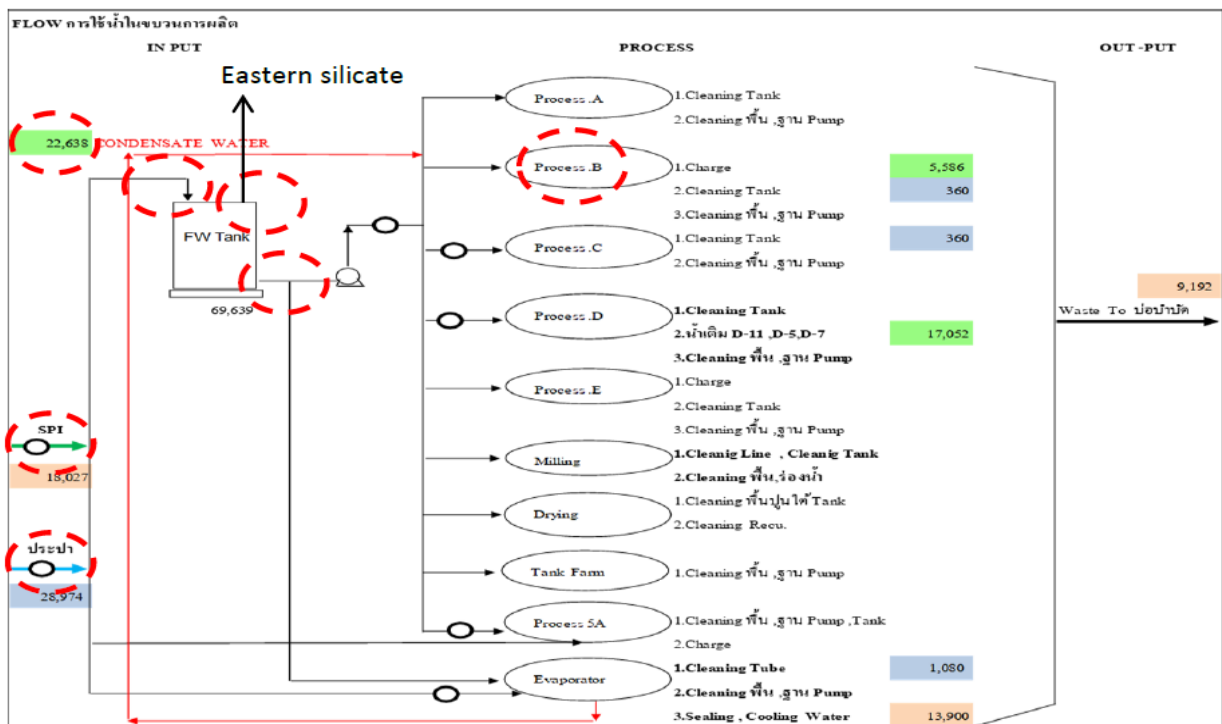 FLOW การใช้น้ำในขบวนการผลิต
IN PUT
PROCESS
OUT -PUT
Eastern silicate
22,638 CONDENSATE WATER
FW Tank
69,639
SPI
18,027
ประปา
28,974
Process .A
1.Cleaning Tank
2.Cleaning พื้น ,ฐาน Pump
Process .B
1.Charge 5,586
2.Cleaning Tank 360
3.Cleaning พื้น ,ฐาน Pump
Process .C
1.Cleaning Tank 360
2.Cleaning พื้น ,ฐาน Pump
Process .D
1.Cleaning Tank
2.น้ำเติม D-11 ,D-5,D-7 17,052
3.Cleaning พื้น ,ฐาน Pump
Process .E
1.Charge
2.Cleaning Tank
3.Cleaning พื้น ,ฐาน Pump
Milling
1.Cleanig Line , Cleanig Tank
2.Cleaning พื้น,ร่องน้ำ
Drying
1.Cleaning พื้นปูนใต้ Tank
2.Cleaning Recu.
Tank Farm
1.Cleaning พื้น ,ฐาน Pump
Process 5A
1.Cleaning พื้น ,ฐาน Pump ,Tank
2.Charge
Evaporator
1.Cleaning Tube 1,080
2.Cleaning พื้น ,ฐาน Pump
3.Sealing , Cooling Water 13,900
9,192
Waste To บ่อบำบัด